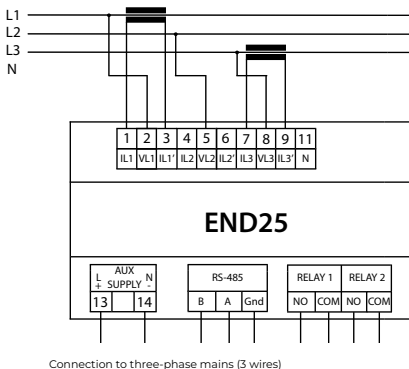 L1
L2
L3
N
1 2 3 4 5 6 7 8 9 11
IL1 VL1 IL1' IL2 VL2 IL2' IL3 VL3 IL3' N
END25
AUX
L N
+ SUPPLY -
13 14
RS-485
B A Gnd
RELAY 1 RELAY 2
NO COM NO COM
Connection to three-phase mains (3 wires)